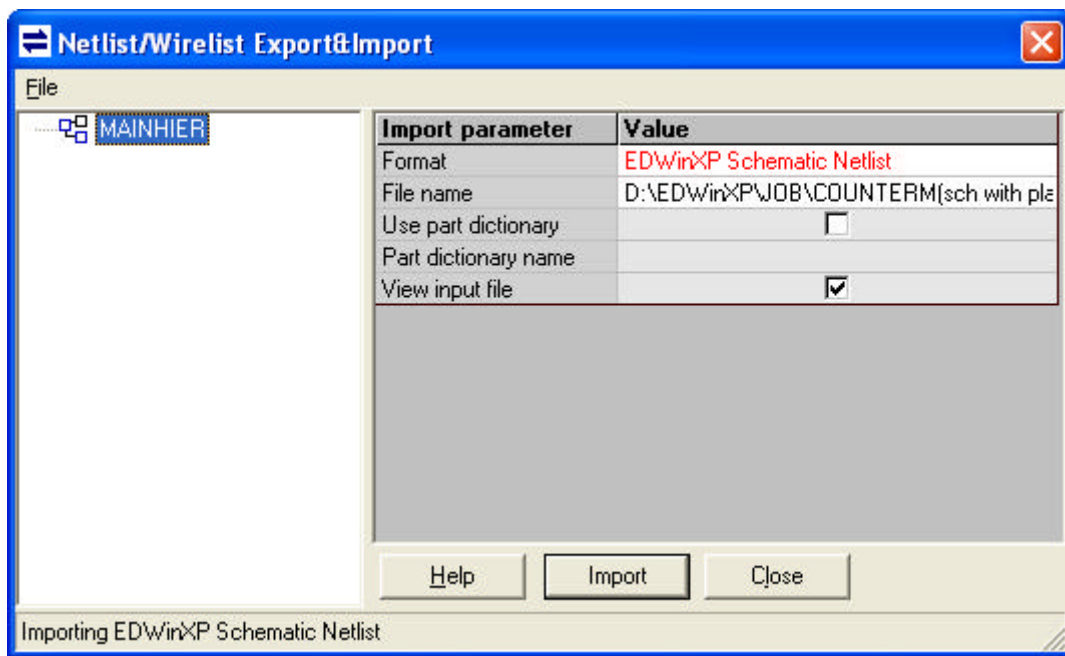 Netlist/Wirelist Export&Import
File
MAINHIER
Import parameter Value
Format EDWinXP Schematic Netlist
File name D:\EDWinXP\JOB\COUNTERM(sch with pla
Use part dictionary
Part dictionary name
View input file
Help Import Close
Importing EDWinXP Schematic Netlist